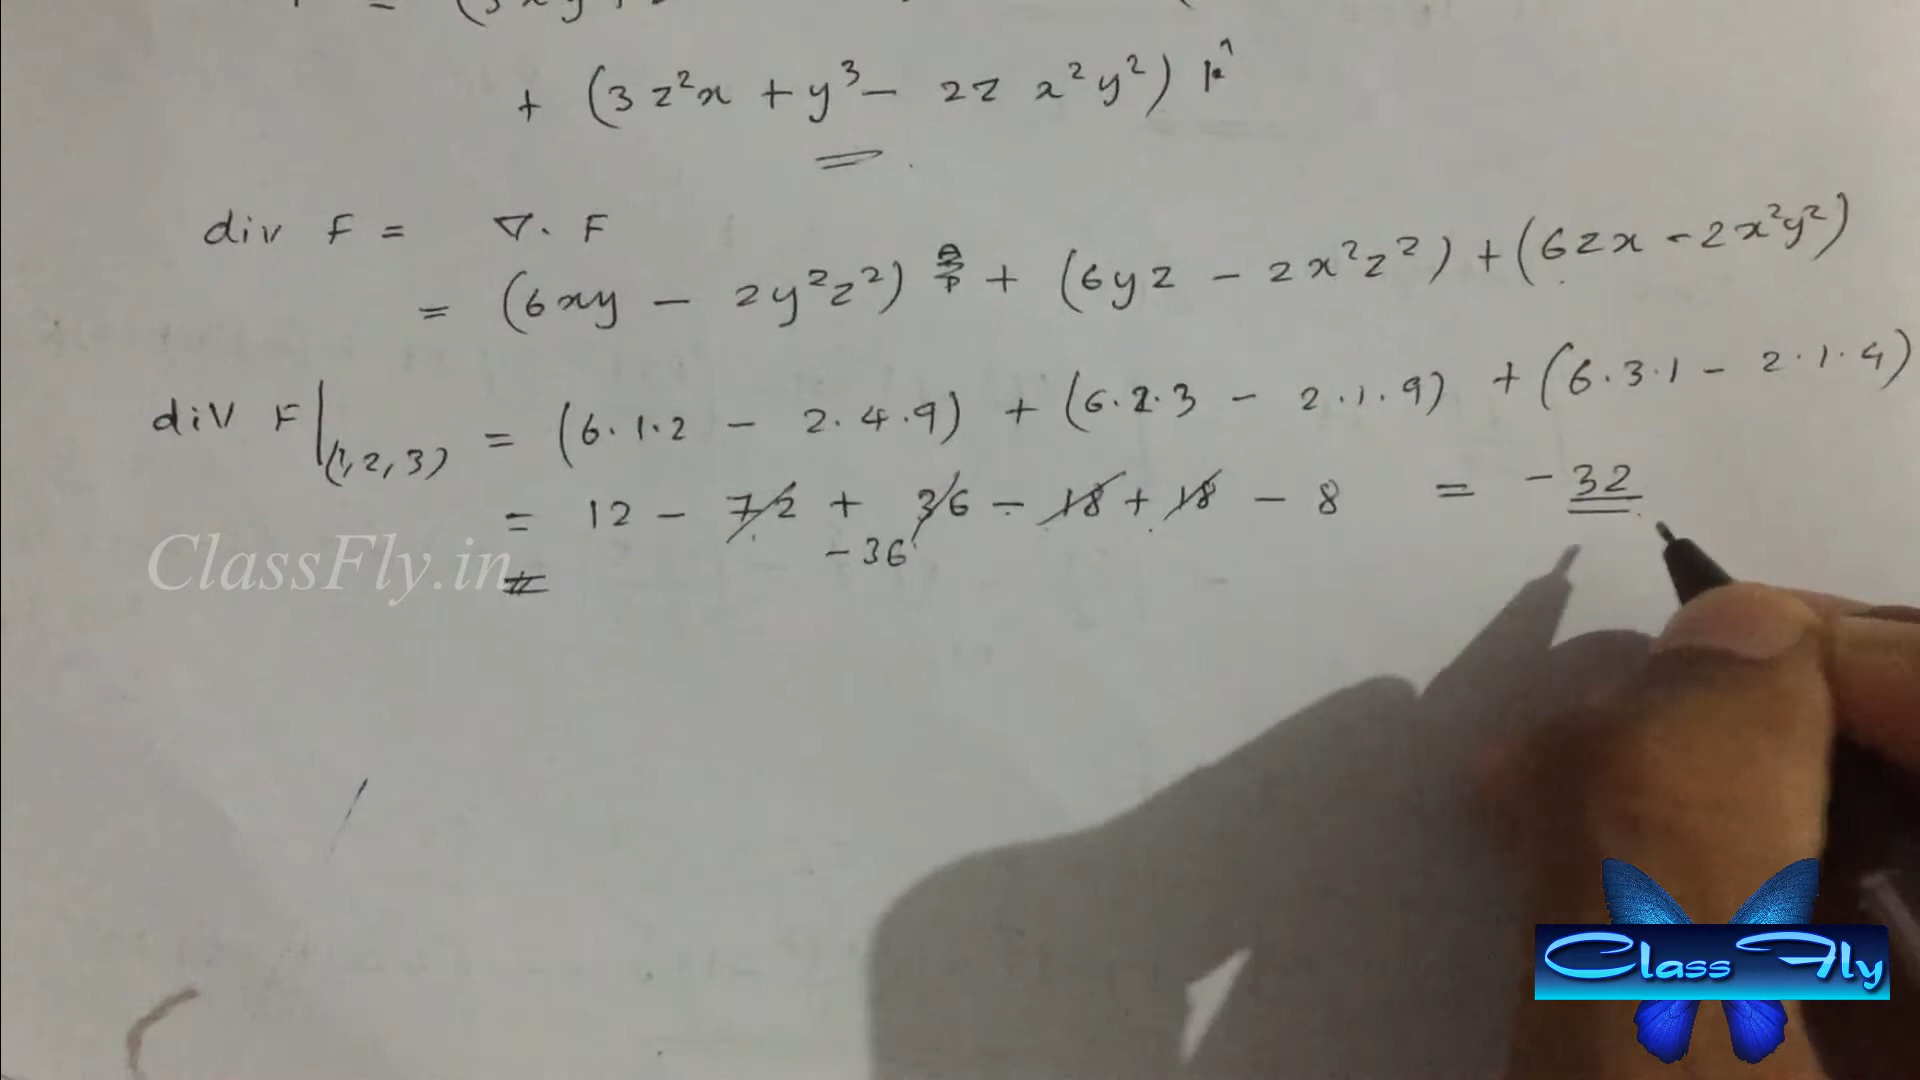 = (3xy
+ (3z²x + y³ - 2z x²y²) k̂
div F = ∇. F
= (6xy - 2y²z²) + (6yz - 2x²z²) + (6zx - 2x²y²)
div F|(1,2,3) = (6.1.2 - 2.4.9) + (6.2.3 - 2.1.9) + (6.3.1 - 2.1.4)
= 12 - 72 + 36 - 18 + 18 - 8 = -32
-36
=
ClassFly.in
Class Fly